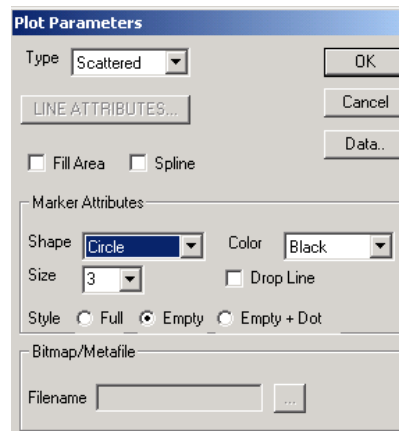 Plot Parameters
Type Scattered OK
LINE ATTRIBUTES... Cancel
Data..
Fill Area Spline
Marker Attributes
Shape Circle Color Black
Size 3 Drop Line
Style Full Empty Empty + Dot
Bitmap/Metafile
Filename ...